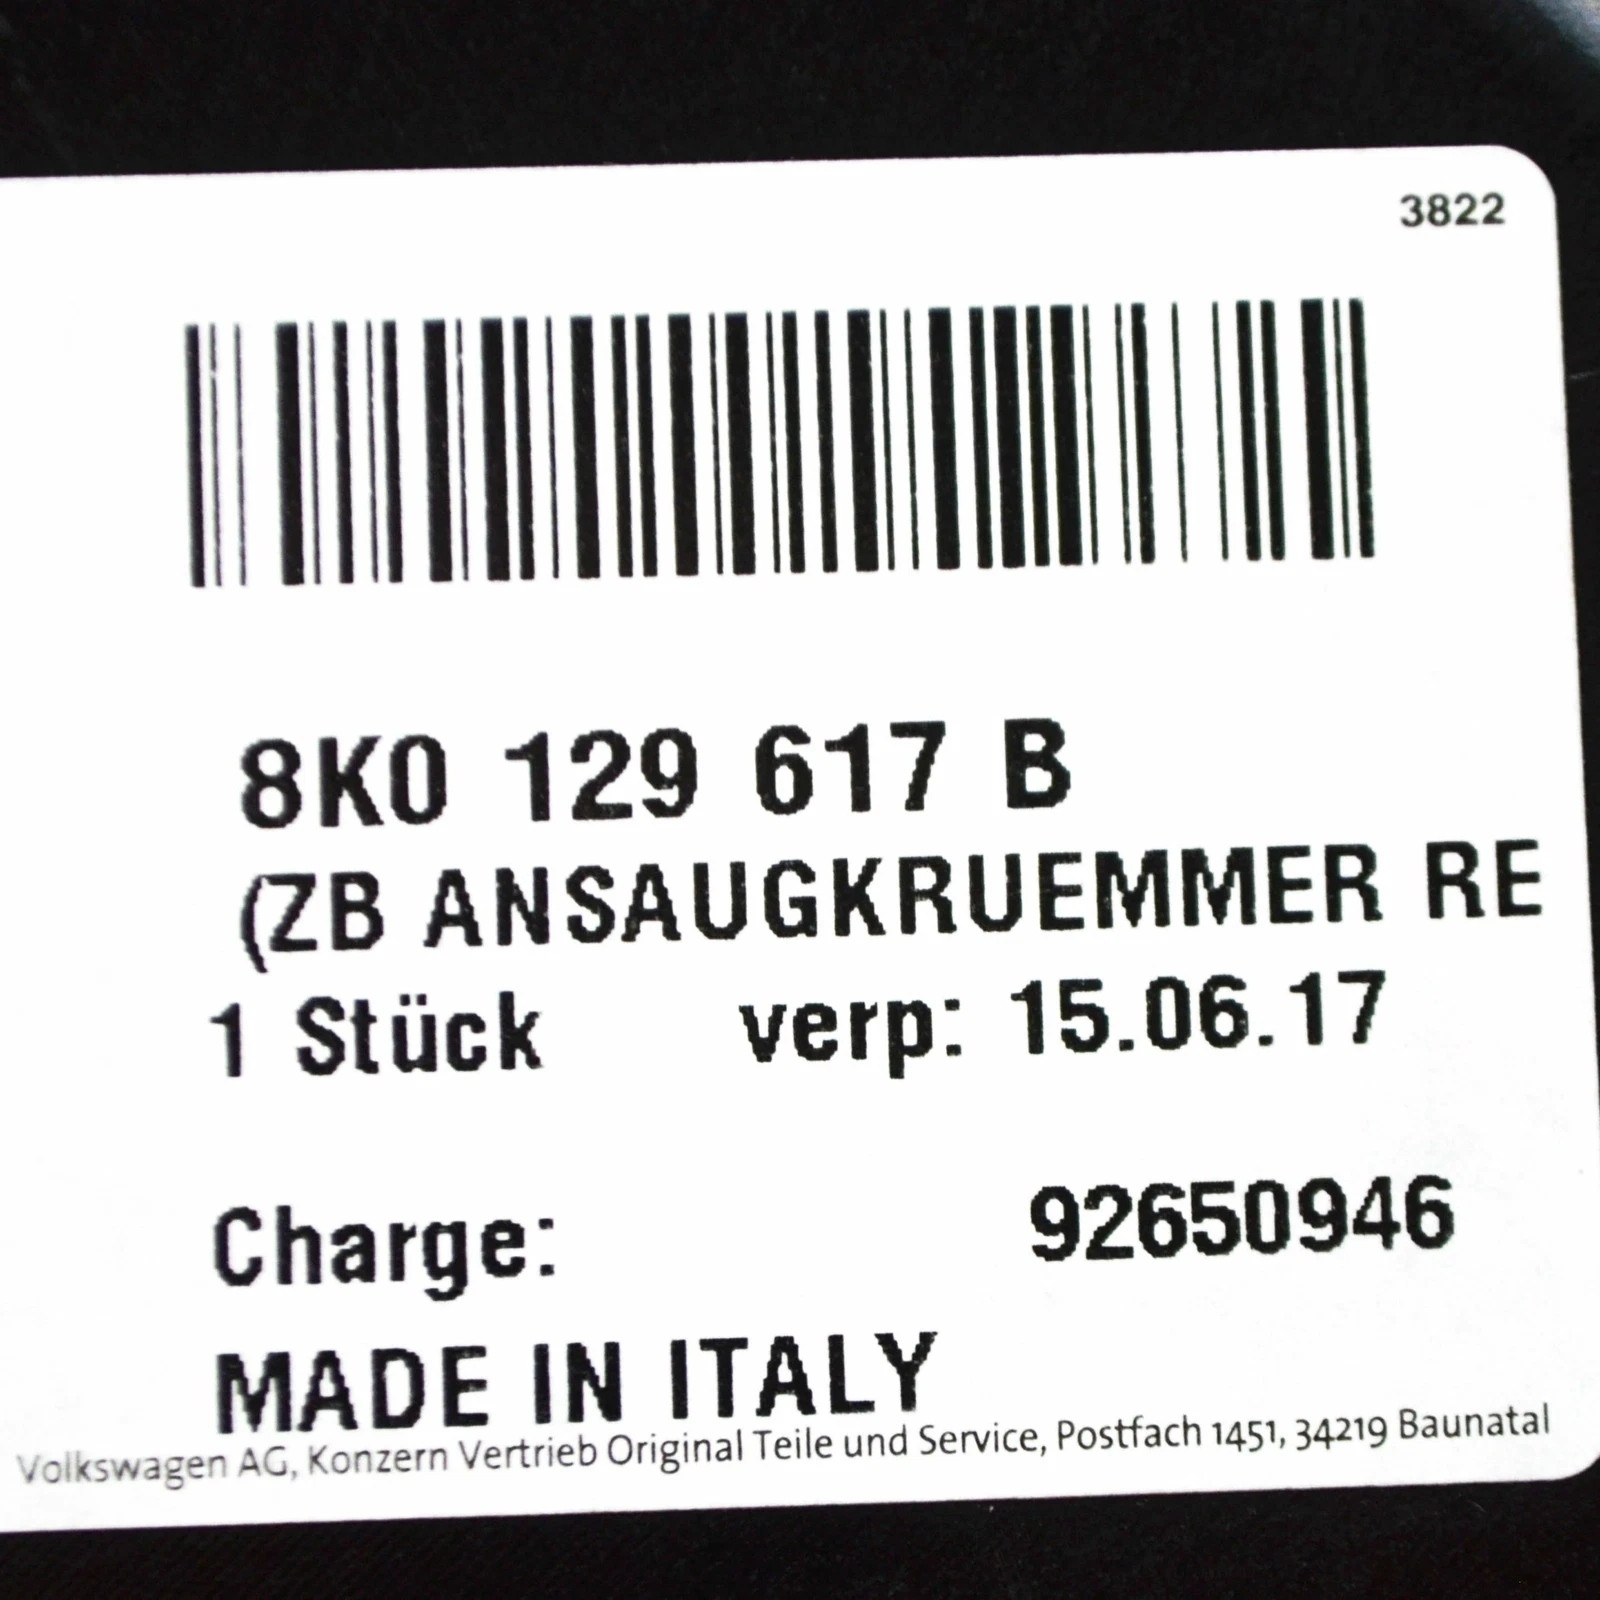 3822
8K0 129 617 B
(ZB ANSAUGKRUEMMER RE
1 Stück verp: 15.06.17
Charge: 92650946
MADE IN ITALY
Volkswagen AG, Konzern Vertrieb Original Teile und Service, Postfach 1451, 34219 Baunatal